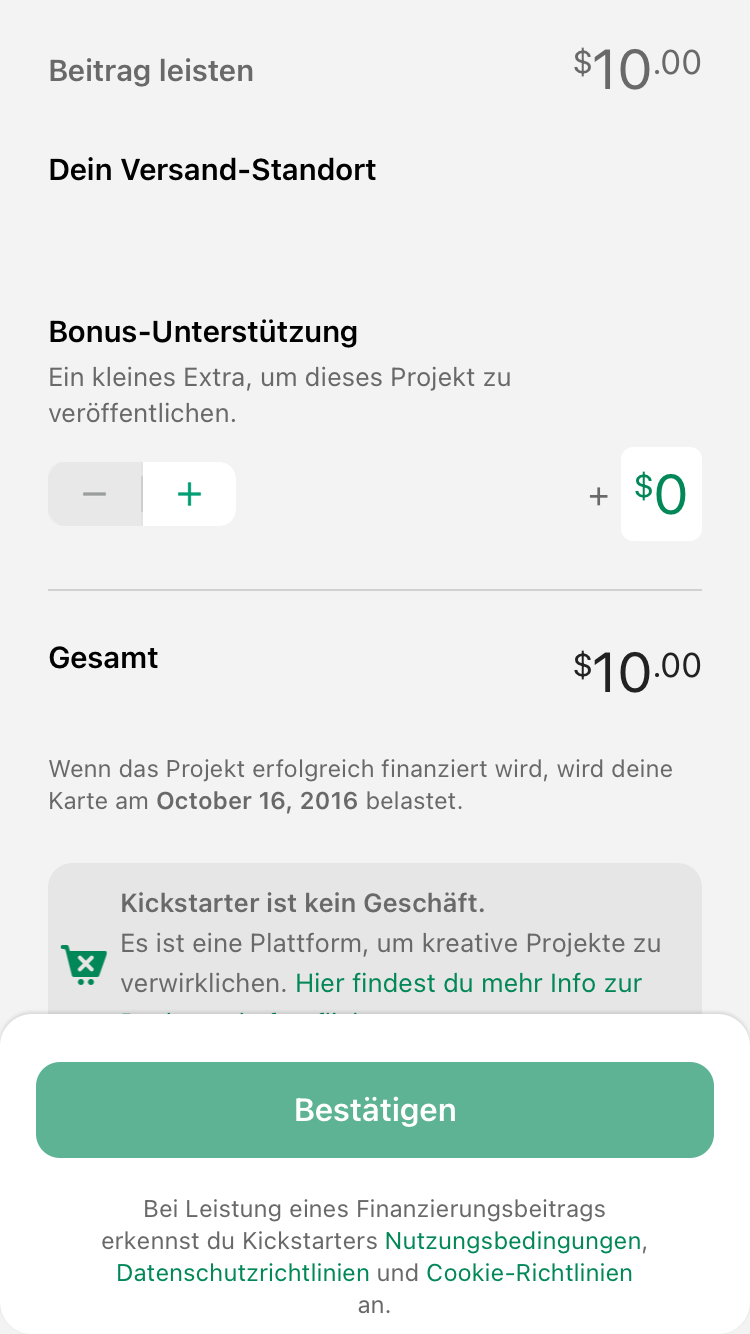 Beitrag leisten $10.00
Dein Versand-Standort
Bonus-Unterstützung
Ein kleines Extra, um dieses Projekt zu
veröffentlichen.
− +
+ $0
Gesamt $10.00
Wenn das Projekt erfolgreich finanziert wird, wird deine
Karte am October 16, 2016 belastet.
Kickstarter ist kein Geschäft.
Es ist eine Plattform, um kreative Projekte zu
verwirklichen. Hier findest du mehr Info zur
Bestätigen
Bei Leistung eines Finanzierungsbeitrags
erkennst du Kickstarters Nutzungsbedingungen,
Datenschutzrichtlinien und Cookie-Richtlinien
an.